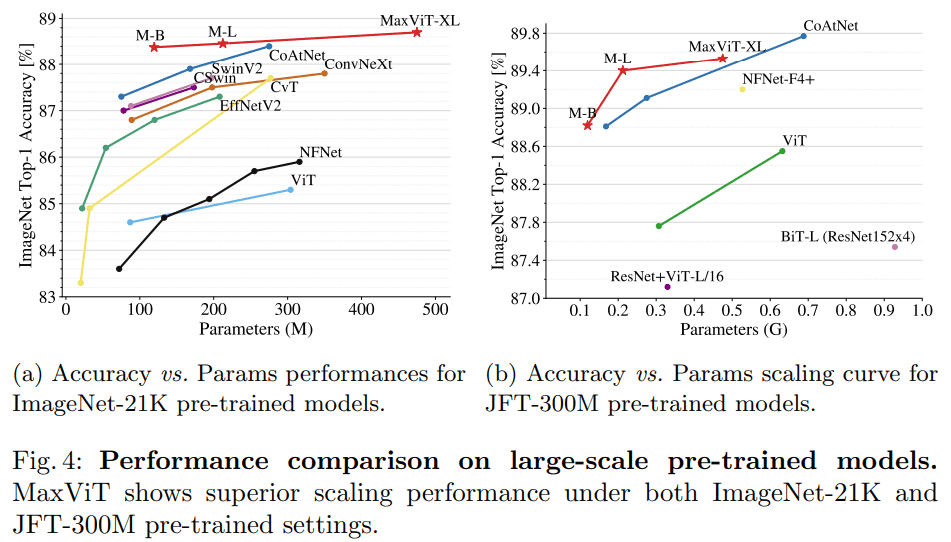 89
88
87
86
85
84
83
ImageNet Top-1 Accuracy [%]
M-B
M-L
MaxViT-XL
CoAtNet
SwinV2
CSwin
ConvNeXt
CvT
EffNetV2
NFNet
ViT
0
100
200
300
400
500
Parameters (M)
89.8
89.4
89.0
88.6
88.2
87.8
87.4
87.0
ImageNet Top-1 Accuracy [%]
CoAtNet
M-L
MaxViT-XL
NFNet-F4+
M-B
ViT
BiT-L (ResNet152x4)
ResNet+ViT-L/16
0.1
0.2
0.3
0.4
0.5
0.6
0.7
0.8
0.9
1.0
Parameters (G)
(a) Accuracy vs. Params performances for
ImageNet-21K pre-trained models.
(b) Accuracy vs. Params scaling curve for
JFT-300M pre-trained models.
Fig. 4: Performance comparison on large-scale pre-trained models.
MaxViT shows superior scaling performance under both ImageNet-21K and
JFT-300M pre-trained settings.